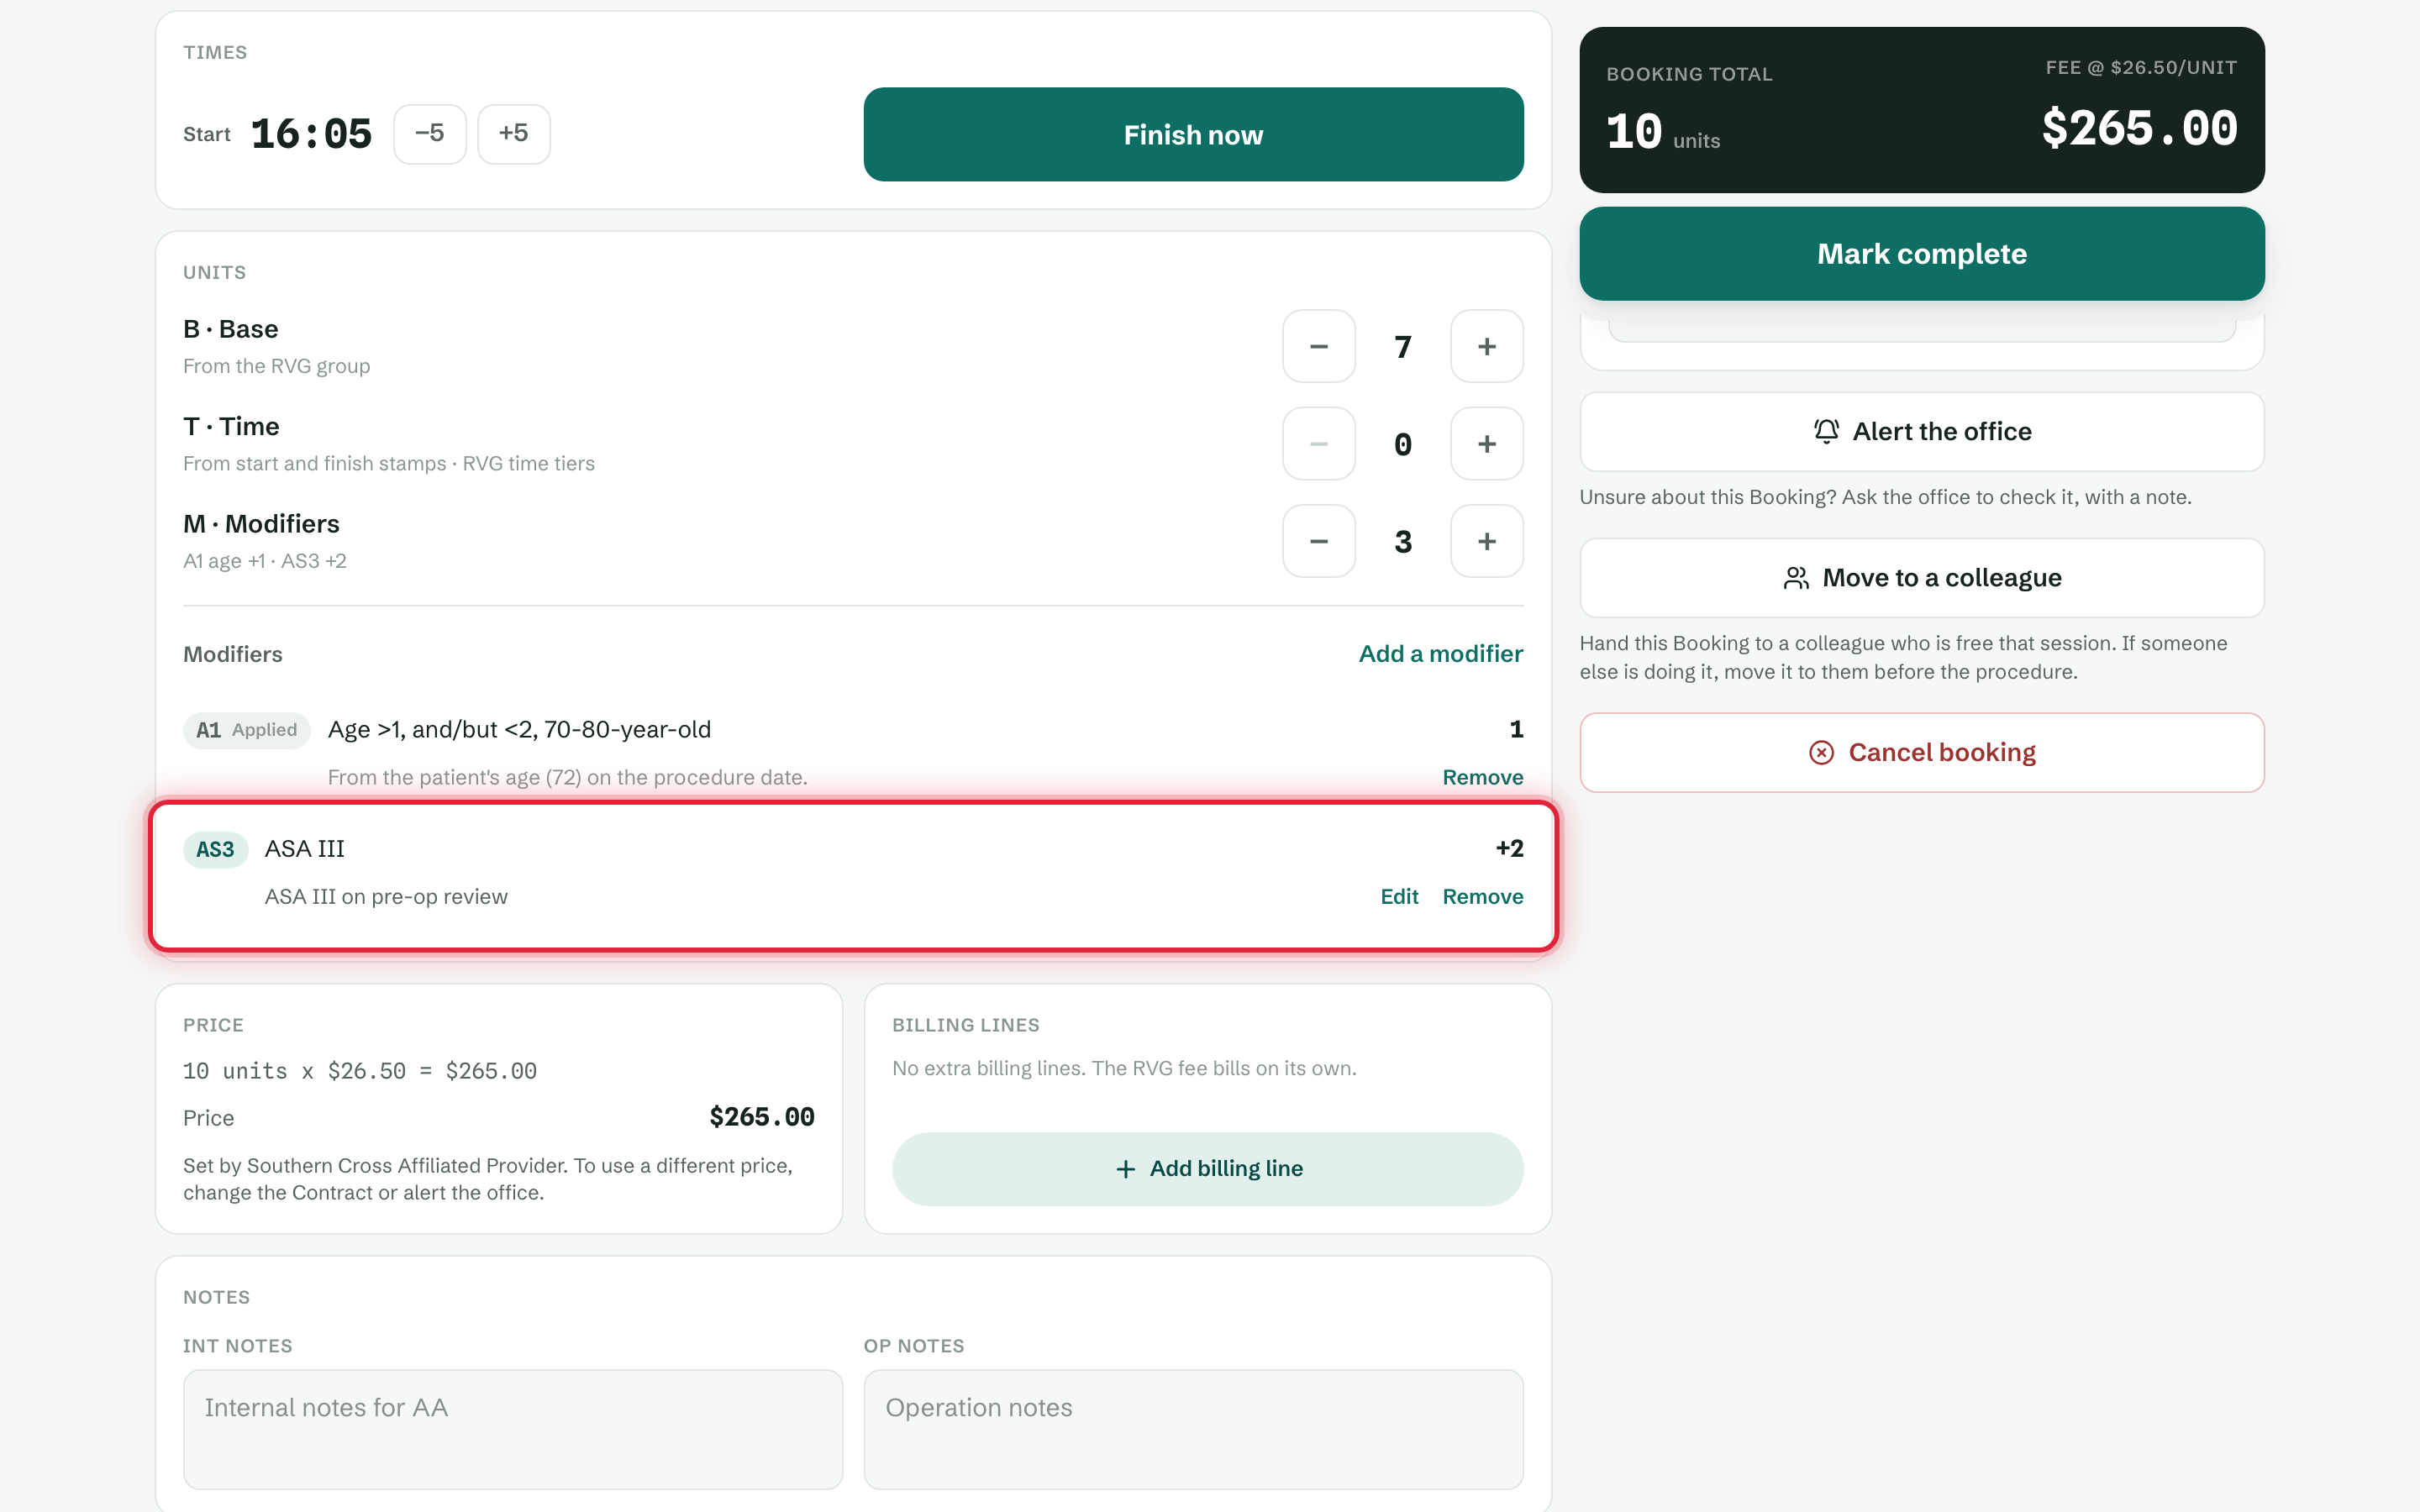 TIMES
Start 16:05 −5 +5
Finish now
UNITS
B · Base
From the RVG group
− 7 +
T · Time
From start and finish stamps · RVG time tiers
− 0 +
M · Modifiers
A1 age +1 · AS3 +2
− 3 +
Modifiers
Add a modifier
A1 Applied Age >1, and/but <2, 70-80-year-old 1
From the patient's age (72) on the procedure date. Remove
AS3 ASA III +2
ASA III on pre-op review Edit Remove
PRICE
10 units x $26.50 = $265.00
Price $265.00
Set by Southern Cross Affiliated Provider. To use a different price,
change the Contract or alert the office.
BILLING LINES
No extra billing lines. The RVG fee bills on its own.
+ Add billing line
NOTES
INT NOTES
Internal notes for AA
OP NOTES
Operation notes
BOOKING TOTAL
10 units
FEE @ $26.50/UNIT
$265.00
Mark complete
Alert the office
Unsure about this Booking? Ask the office to check it, with a note.
Move to a colleague
Hand this Booking to a colleague who is free that session. If someone
else is doing it, move it to them before the procedure.
Cancel booking